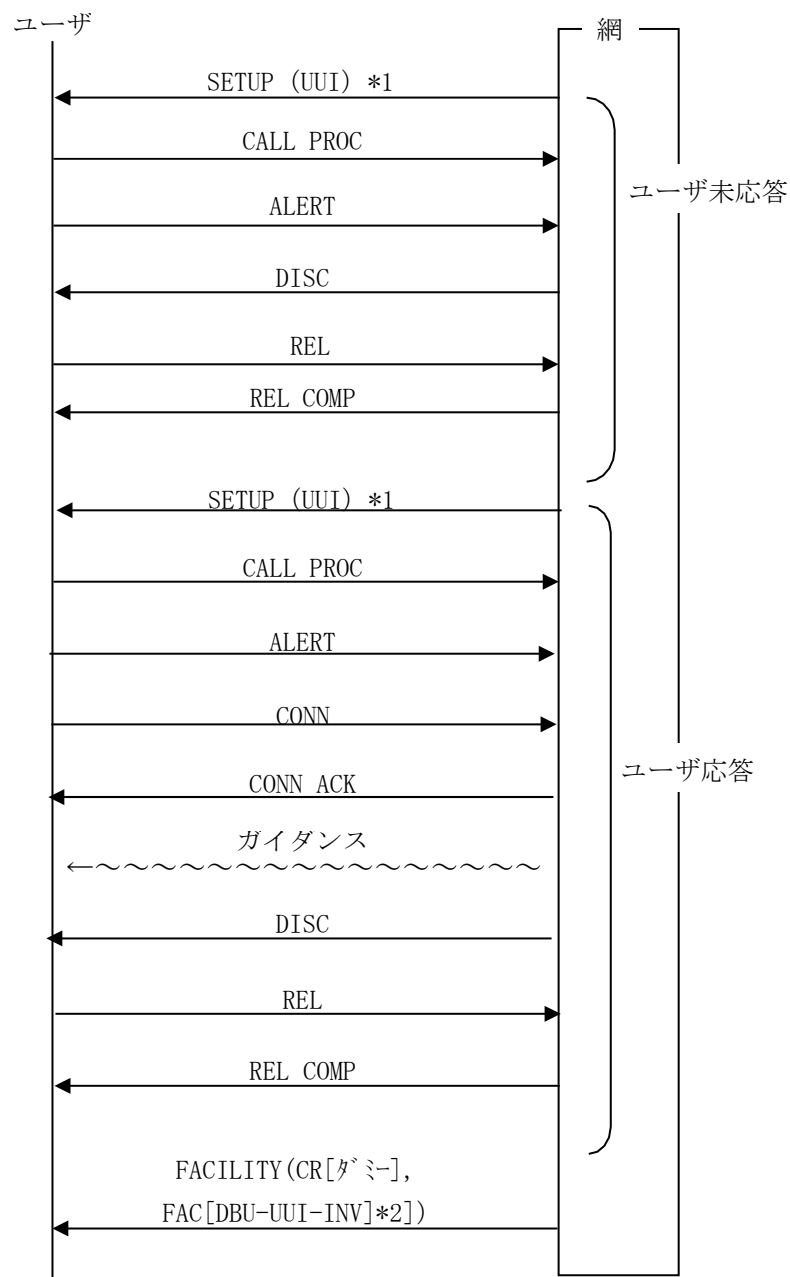 ユーザ
網
SETUP (UUI) *1
CALL PROC
ユーザ未応答
ALERT
DISC
REL
REL COMP
SETUP (UUI) *1
CALL PROC
ALERT
CONN
ユーザ応答
CONN ACK
ガイダンス
←~~~~~~~~~~~~~~~~
DISC
REL
REL COMP
FACILITY(CR[ﾀﾞﾐｰ],
FAC[DBU-UUI-INV]*2])